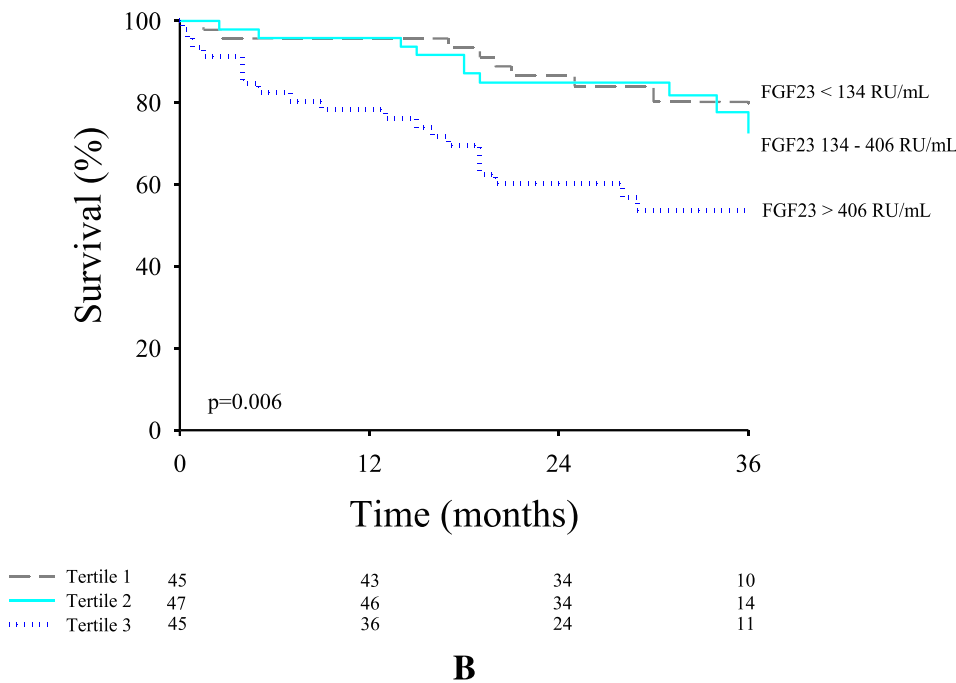 100
80
60
40
20
0
Survival (%)
FGF23 < 134 RU/mL
FGF23 134 - 406 RU/mL
FGF23 > 406 RU/mL
p=0.006
0 12 24 36
Time (months)
Tertile 1 45 43 34 10
Tertile 2 47 46 34 14
Tertile 3 45 36 24 11
B